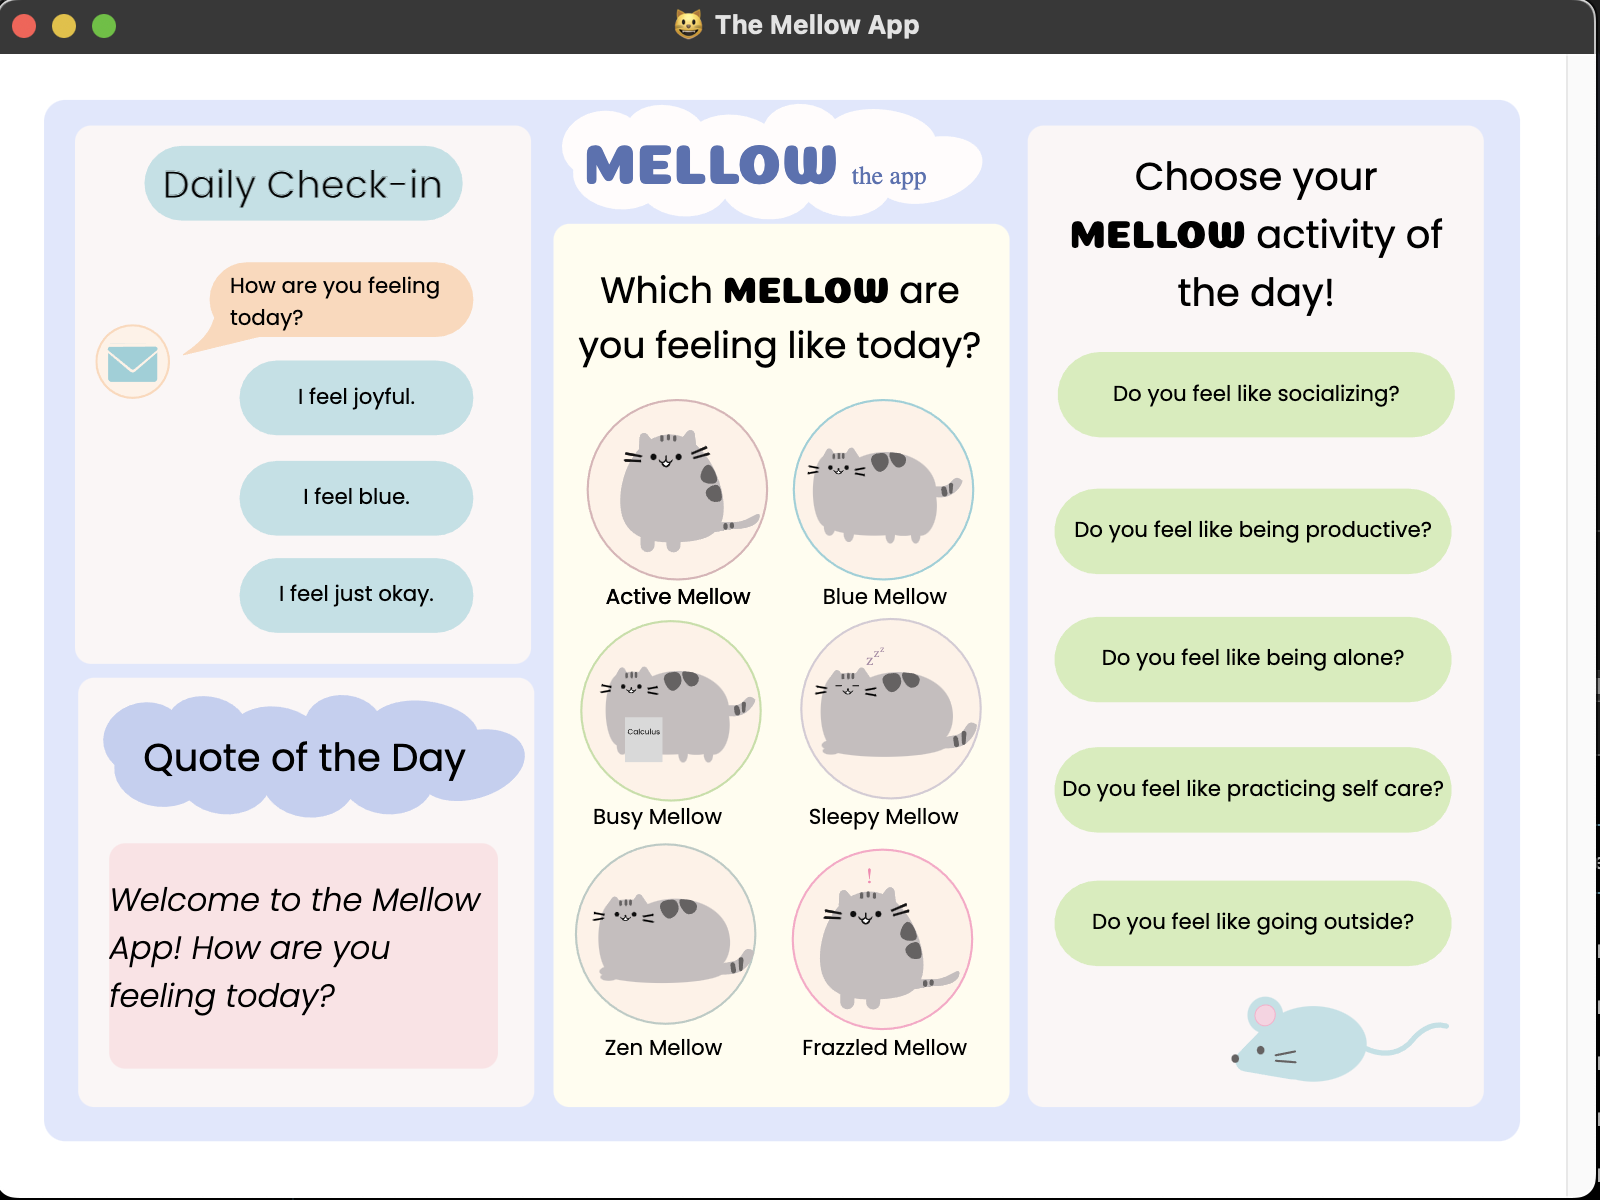 The Mellow App
Daily Check-in
How are you feeling
today?
I feel joyful.
I feel blue.
I feel just okay.
Quote of the Day
Welcome to the Mellow
App! How are you
feeling today?
MELLOW the app
Which MELLOW are
you feeling like today?
Active Mellow
Blue Mellow
Calculus
zzz
Busy Mellow
Sleepy Mellow
!
Zen Mellow
Frazzled Mellow
Choose your
MELLOW activity of
the day!
Do you feel like socializing?
Do you feel like being productive?
Do you feel like being alone?
Do you feel like practicing self care?
Do you feel like going outside?